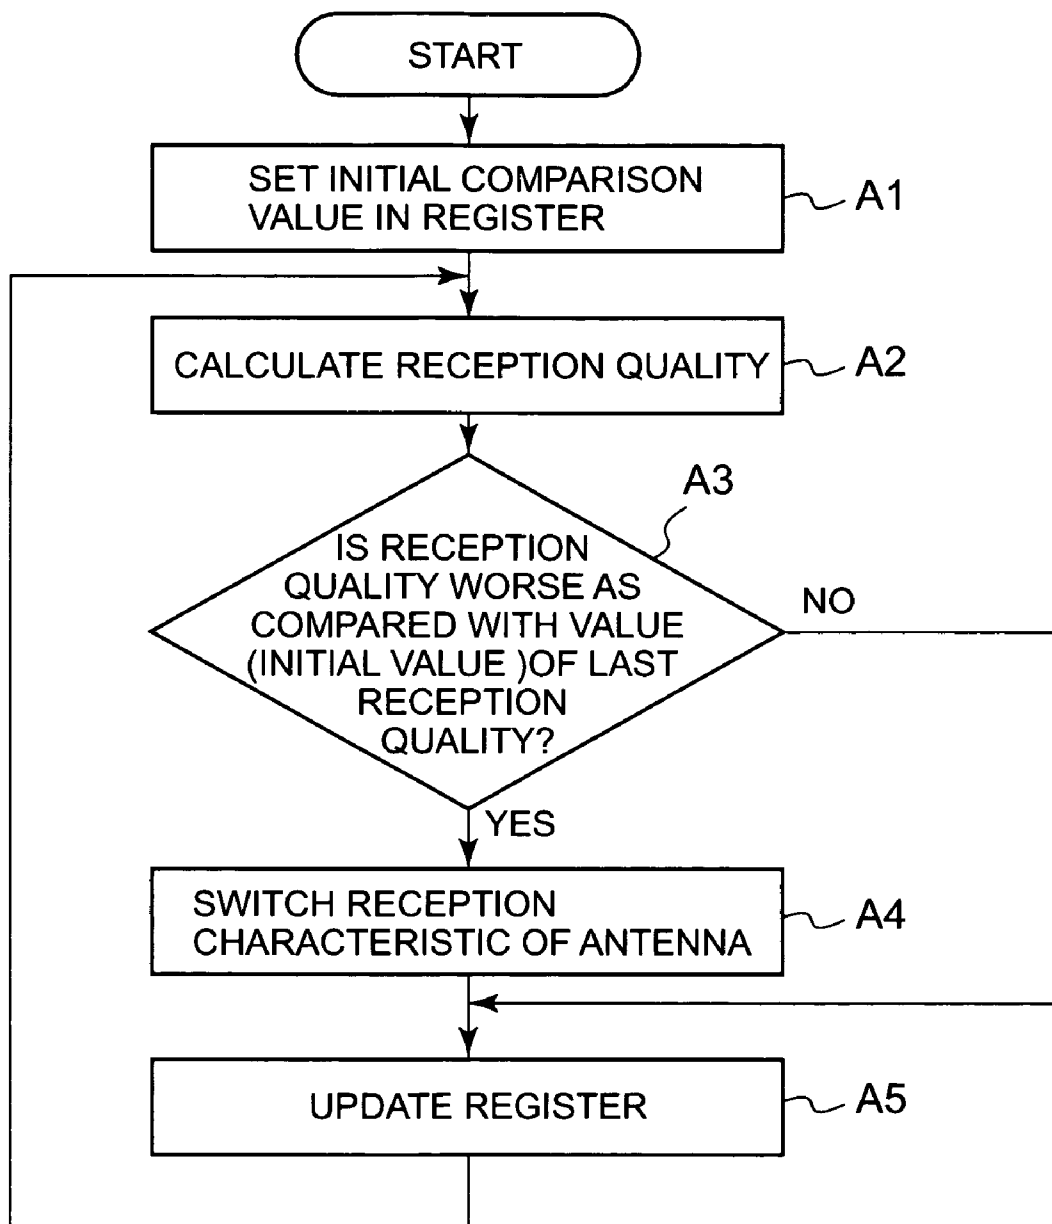 START
SET INITIAL COMPARISON
VALUE IN REGISTER
A1
CALCULATE RECEPTION QUALITY
A2
A3
IS RECEPTION
QUALITY WORSE AS
COMPARED WITH VALUE
(INITIAL VALUE )OF LAST
RECEPTION
QUALITY?
NO
YES
SWITCH RECEPTION
CHARACTERISTIC OF ANTENNA
A4
UPDATE REGISTER
A5